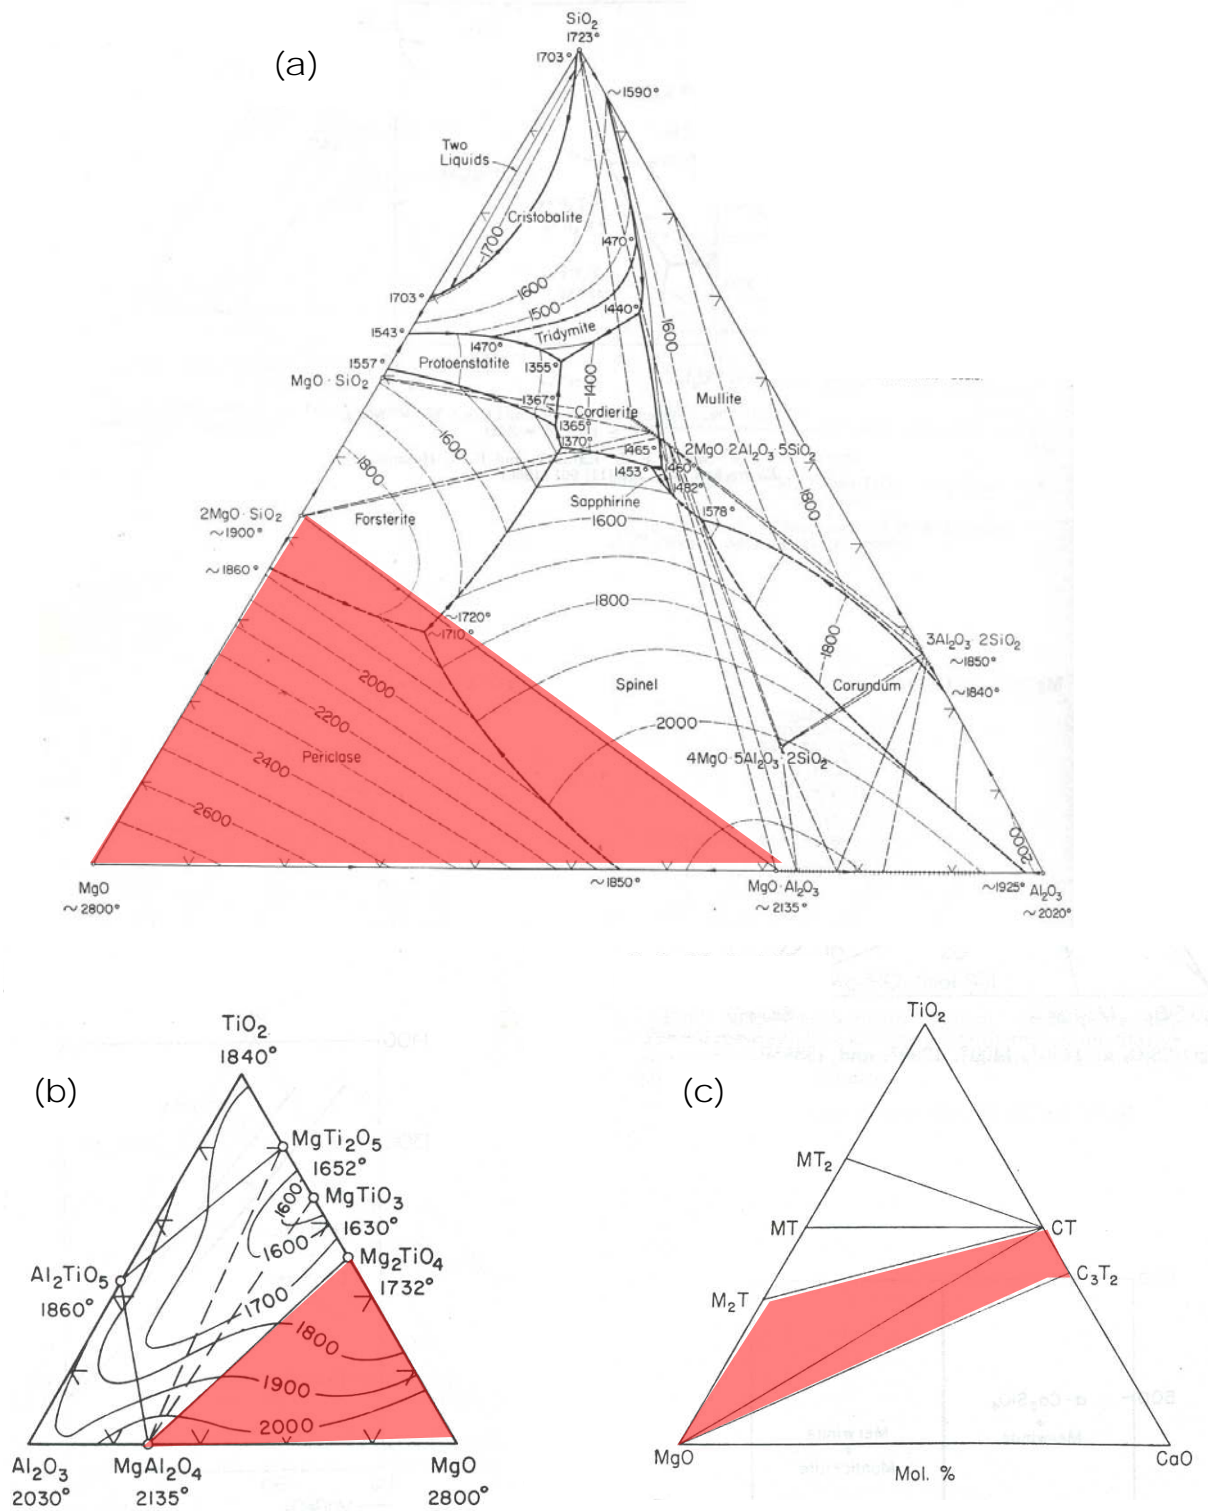 (a)
SiO₂
1723°
1703°
~1590°
Two
Liquids
Cristobalite
1700
1470°
1600
1703°
1500
1440°
1543°
Tridymite
1600
1470°
1557°
Protoenstatite
1355°
MgO·SiO₂
1400
1367°
Cordierite
Mullite
1365°
1370°
1600
1465°
2MgO·2Al₂O₃·5SiO₂
1453°
460°
1800
1482°
1800
Sapphirine
2MgO·SiO₂
~1900°
Forsterite
1600
1578°
~1860°
1800
~1720°
~1710°
1800
3Al₂O₃·2SiO₂
~1850°
2000
Spinel
Corundum
~1840°
2200
2000
Periclase
2400
4MgO·5Al₂O₃·2SiO₂
2600
2000
MgO
~2800°
~1850°
MgO·Al₂O₃
~2135°
~1925°
Al₂O₃
~2020°
(b)
TiO₂
1840°
MgTi₂O₅
1652°
1600
MgTiO₃
1630°
1600
Mg₂TiO₄
1732°
Al₂TiO₅
1860°
1700
1800
1900
2000
Al₂O₃
2030°
MgAl₂O₄
2135°
MgO
2800°
(c)
TiO₂
MT₂
MT
CT
C₃T₂
M₂T
MgO
Mol. %
CaO